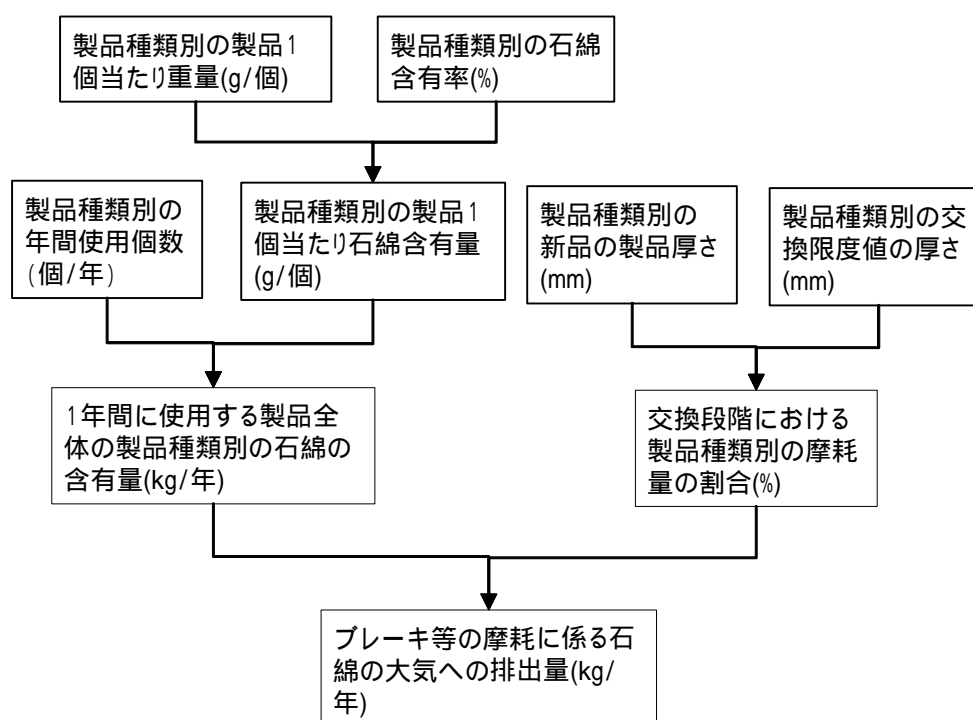 製品種類別の製品1
個当たり重量(g/個)
製品種類別の石綿
含有率(%)
製品種類別の
年間使用個数
(個/年)
製品種類別の製品1
個当たり石綿含有量
(g/個)
製品種類別の
新品の製品厚さ
(mm)
製品種類別の交
換限度値の厚さ
(mm)
1年間に使用する製品全
体の製品種類別の石綿の
含有量(kg/年)
交換段階における
製品種類別の摩耗
量の割合(%)
ブレーキ等の摩耗に係る石
綿の大気への排出量(kg/
年)